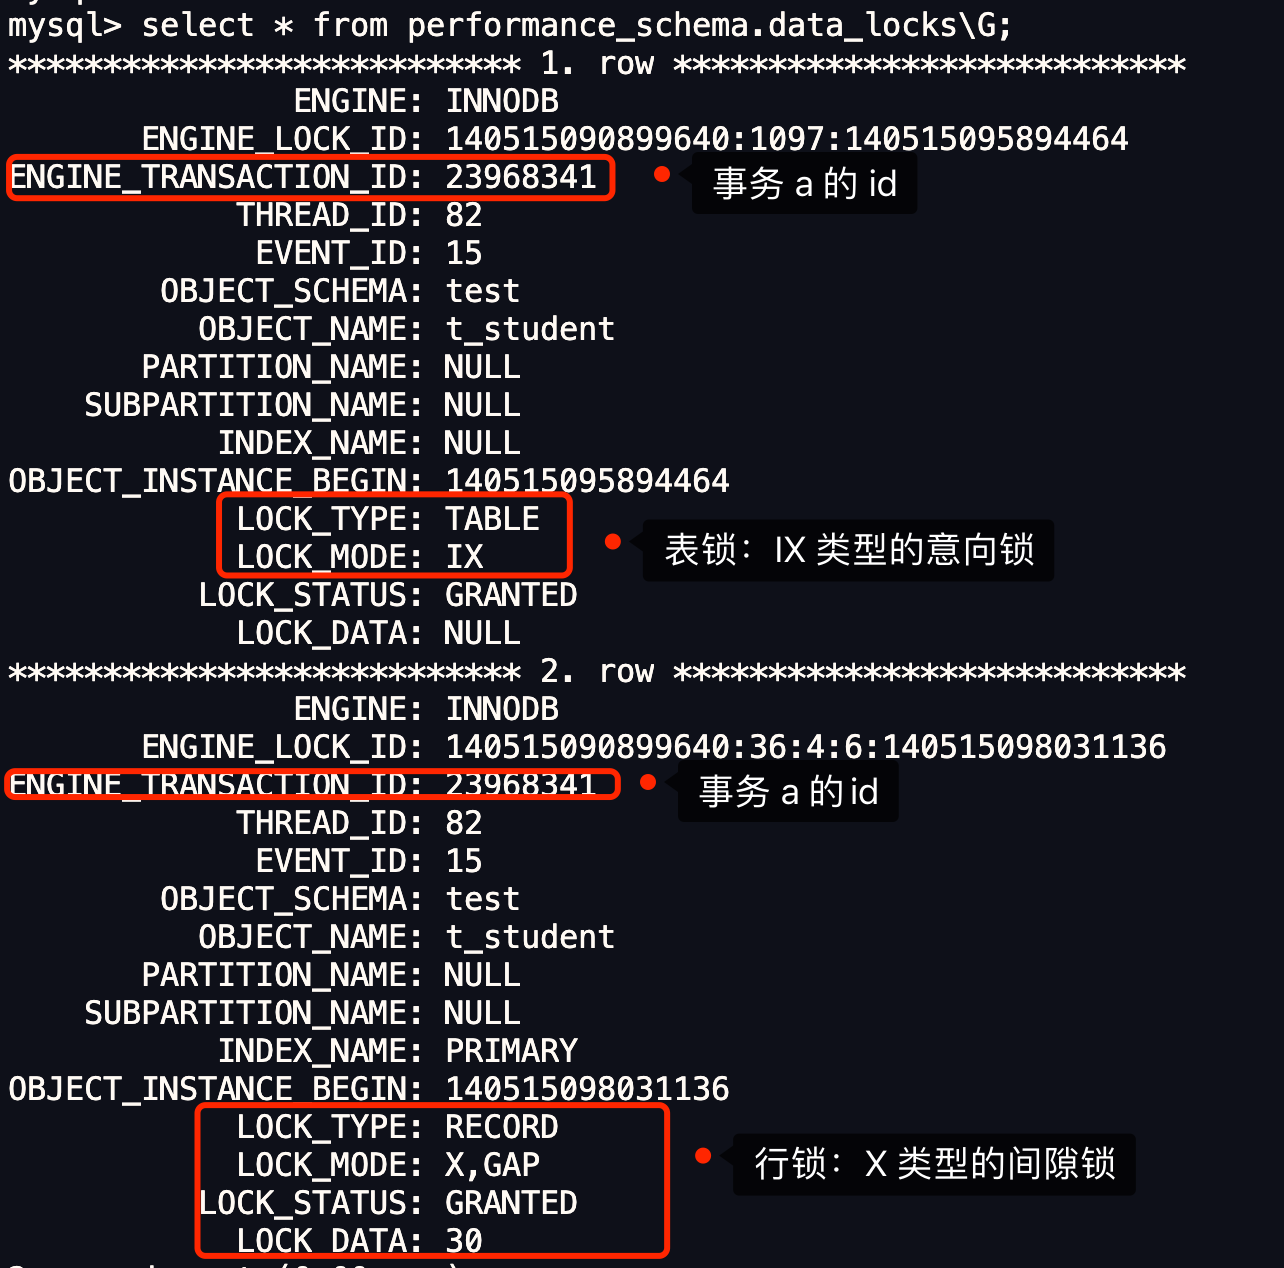 mysql> select * from performance_schema.data_locks\G;
*************************** 1. row ***************************
ENGINE: INNODB
ENGINE_LOCK_ID: 140515090899640:1097:140515095894464
ENGINE_TRANSACTION_ID: 23968341 事务 a 的 id
THREAD_ID: 82
EVENT_ID: 15
OBJECT_SCHEMA: test
OBJECT_NAME: t_student
PARTITION_NAME: NULL
SUBPARTITION_NAME: NULL
INDEX_NAME: NULL
OBJECT_INSTANCE_BEGIN: 140515095894464
LOCK_TYPE: TABLE
LOCK_MODE: IX 表锁：IX 类型的意向锁
LOCK_STATUS: GRANTED
LOCK_DATA: NULL
*************************** 2. row ***************************
ENGINE: INNODB
ENGINE_LOCK_ID: 140515090899640:36:4:6:140515098031136
ENGINE_TRANSACTION_ID: 23968341 事务 a 的 id
THREAD_ID: 82
EVENT_ID: 15
OBJECT_SCHEMA: test
OBJECT_NAME: t_student
PARTITION_NAME: NULL
SUBPARTITION_NAME: NULL
INDEX_NAME: PRIMARY
OBJECT_INSTANCE_BEGIN: 140515098031136
LOCK_TYPE: RECORD
LOCK_MODE: X,GAP 行锁：X 类型的间隙锁
LOCK_STATUS: GRANTED
LOCK_DATA: 30